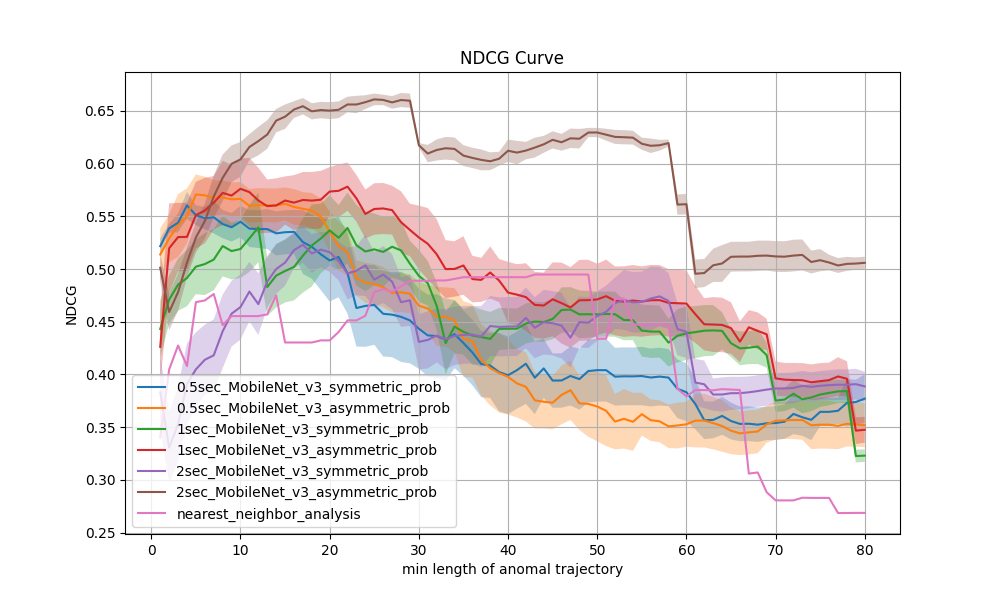 NDCG Curve
0.65
0.60
0.55
0.50
0.45
0.40
0.35
0.30
0.25
NDCG
0.5sec_MobileNet_v3_symmetric_prob
0.5sec_MobileNet_v3_asymmetric_prob
1sec_MobileNet_v3_symmetric_prob
1sec_MobileNet_v3_asymmetric_prob
2sec_MobileNet_v3_symmetric_prob
2sec_MobileNet_v3_asymmetric_prob
nearest_neighbor_analysis
0 10 20 30 40 50 60 70 80
min length of anomal trajectory